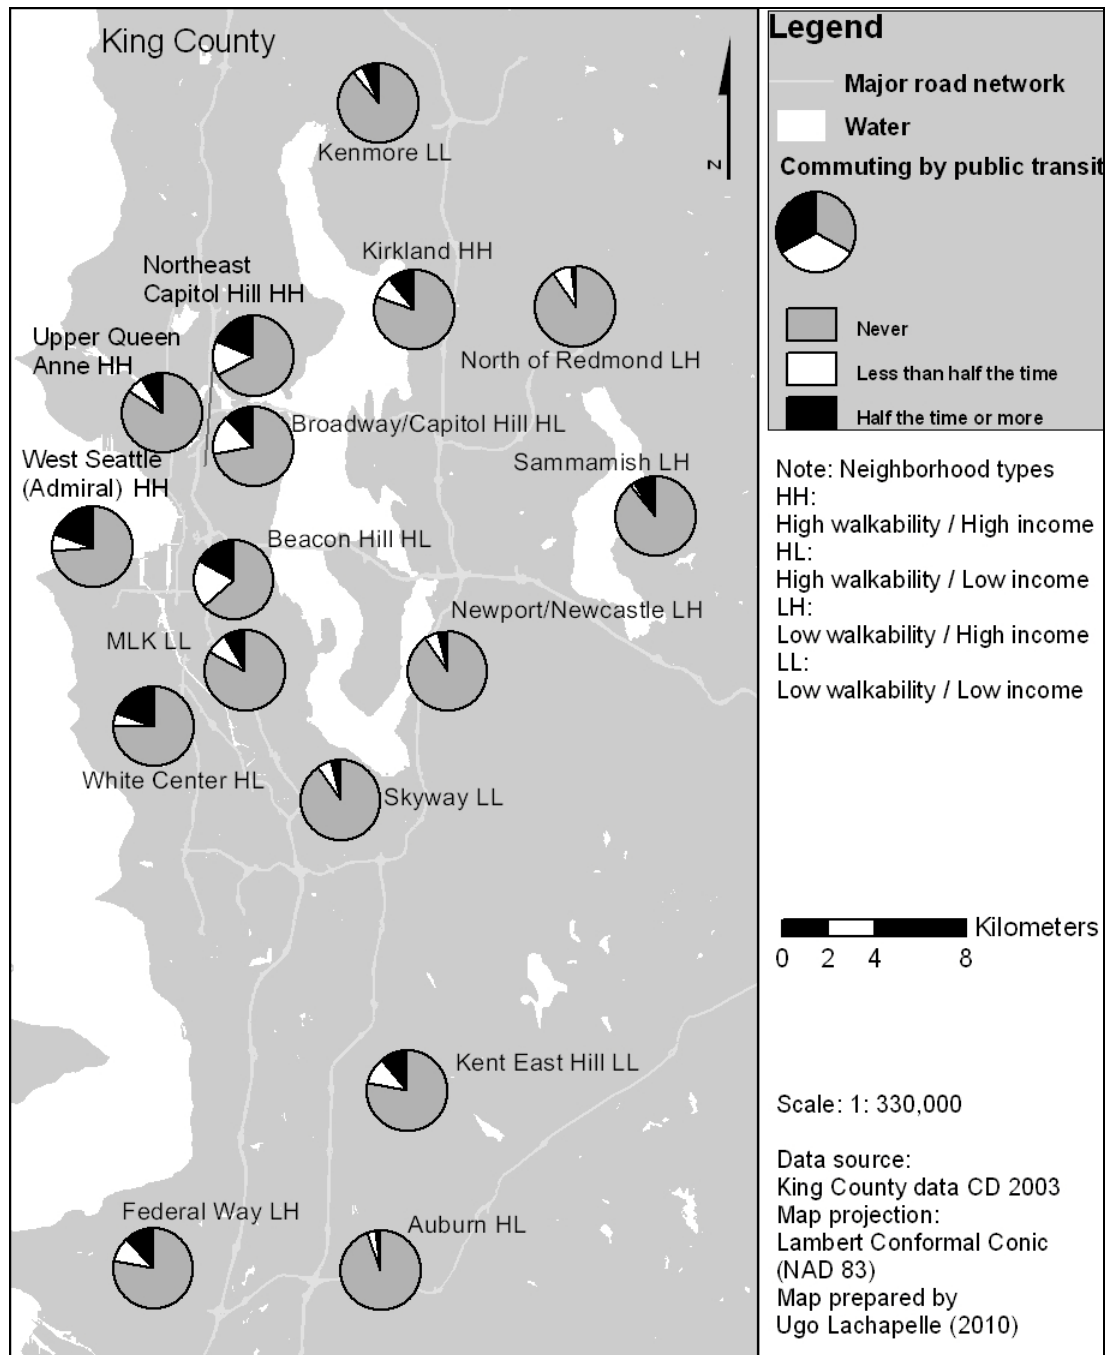 King County
Kenmore LL
Kirkland HH
Northeast
Capitol Hill HH
Upper Queen
Anne HH
North of Redmond LH
Broadway/Capitol Hill HL
West Seattle
(Admiral) HH
Sammamish LH
Beacon Hill HL
Newport/Newcastle LH
MLK LL
White Center HL
Skyway LL
Kent East Hill LL
Federal Way LH
Auburn HL
N
Legend
Major road network
Water
Commuting by public transit
Never
Less than half the time
Half the time or more
Note: Neighborhood types
HH:
High walkability / High income
HL:
High walkability / Low income
LH:
Low walkability / High income
LL:
Low walkability / Low income
Kilometers
0 2 4 8
Scale: 1: 330,000
Data source:
King County data CD 2003
Map projection:
Lambert Conformal Conic
(NAD 83)
Map prepared by
Ugo Lachapelle (2010)